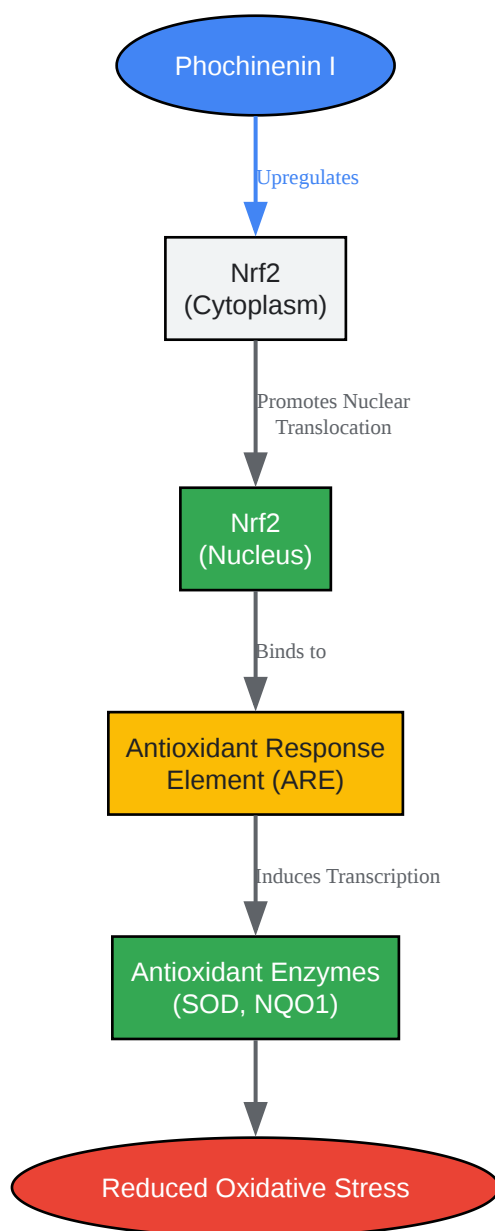 Phochinenin I
Upregulates
Nrf2
(Cytoplasm)
Promotes Nuclear
Translocation
Nrf2
(Nucleus)
Binds to
Antioxidant Response
Element (ARE)
Induces Transcription
Antioxidant Enzymes
(SOD, NQO1)
Reduced Oxidative Stress